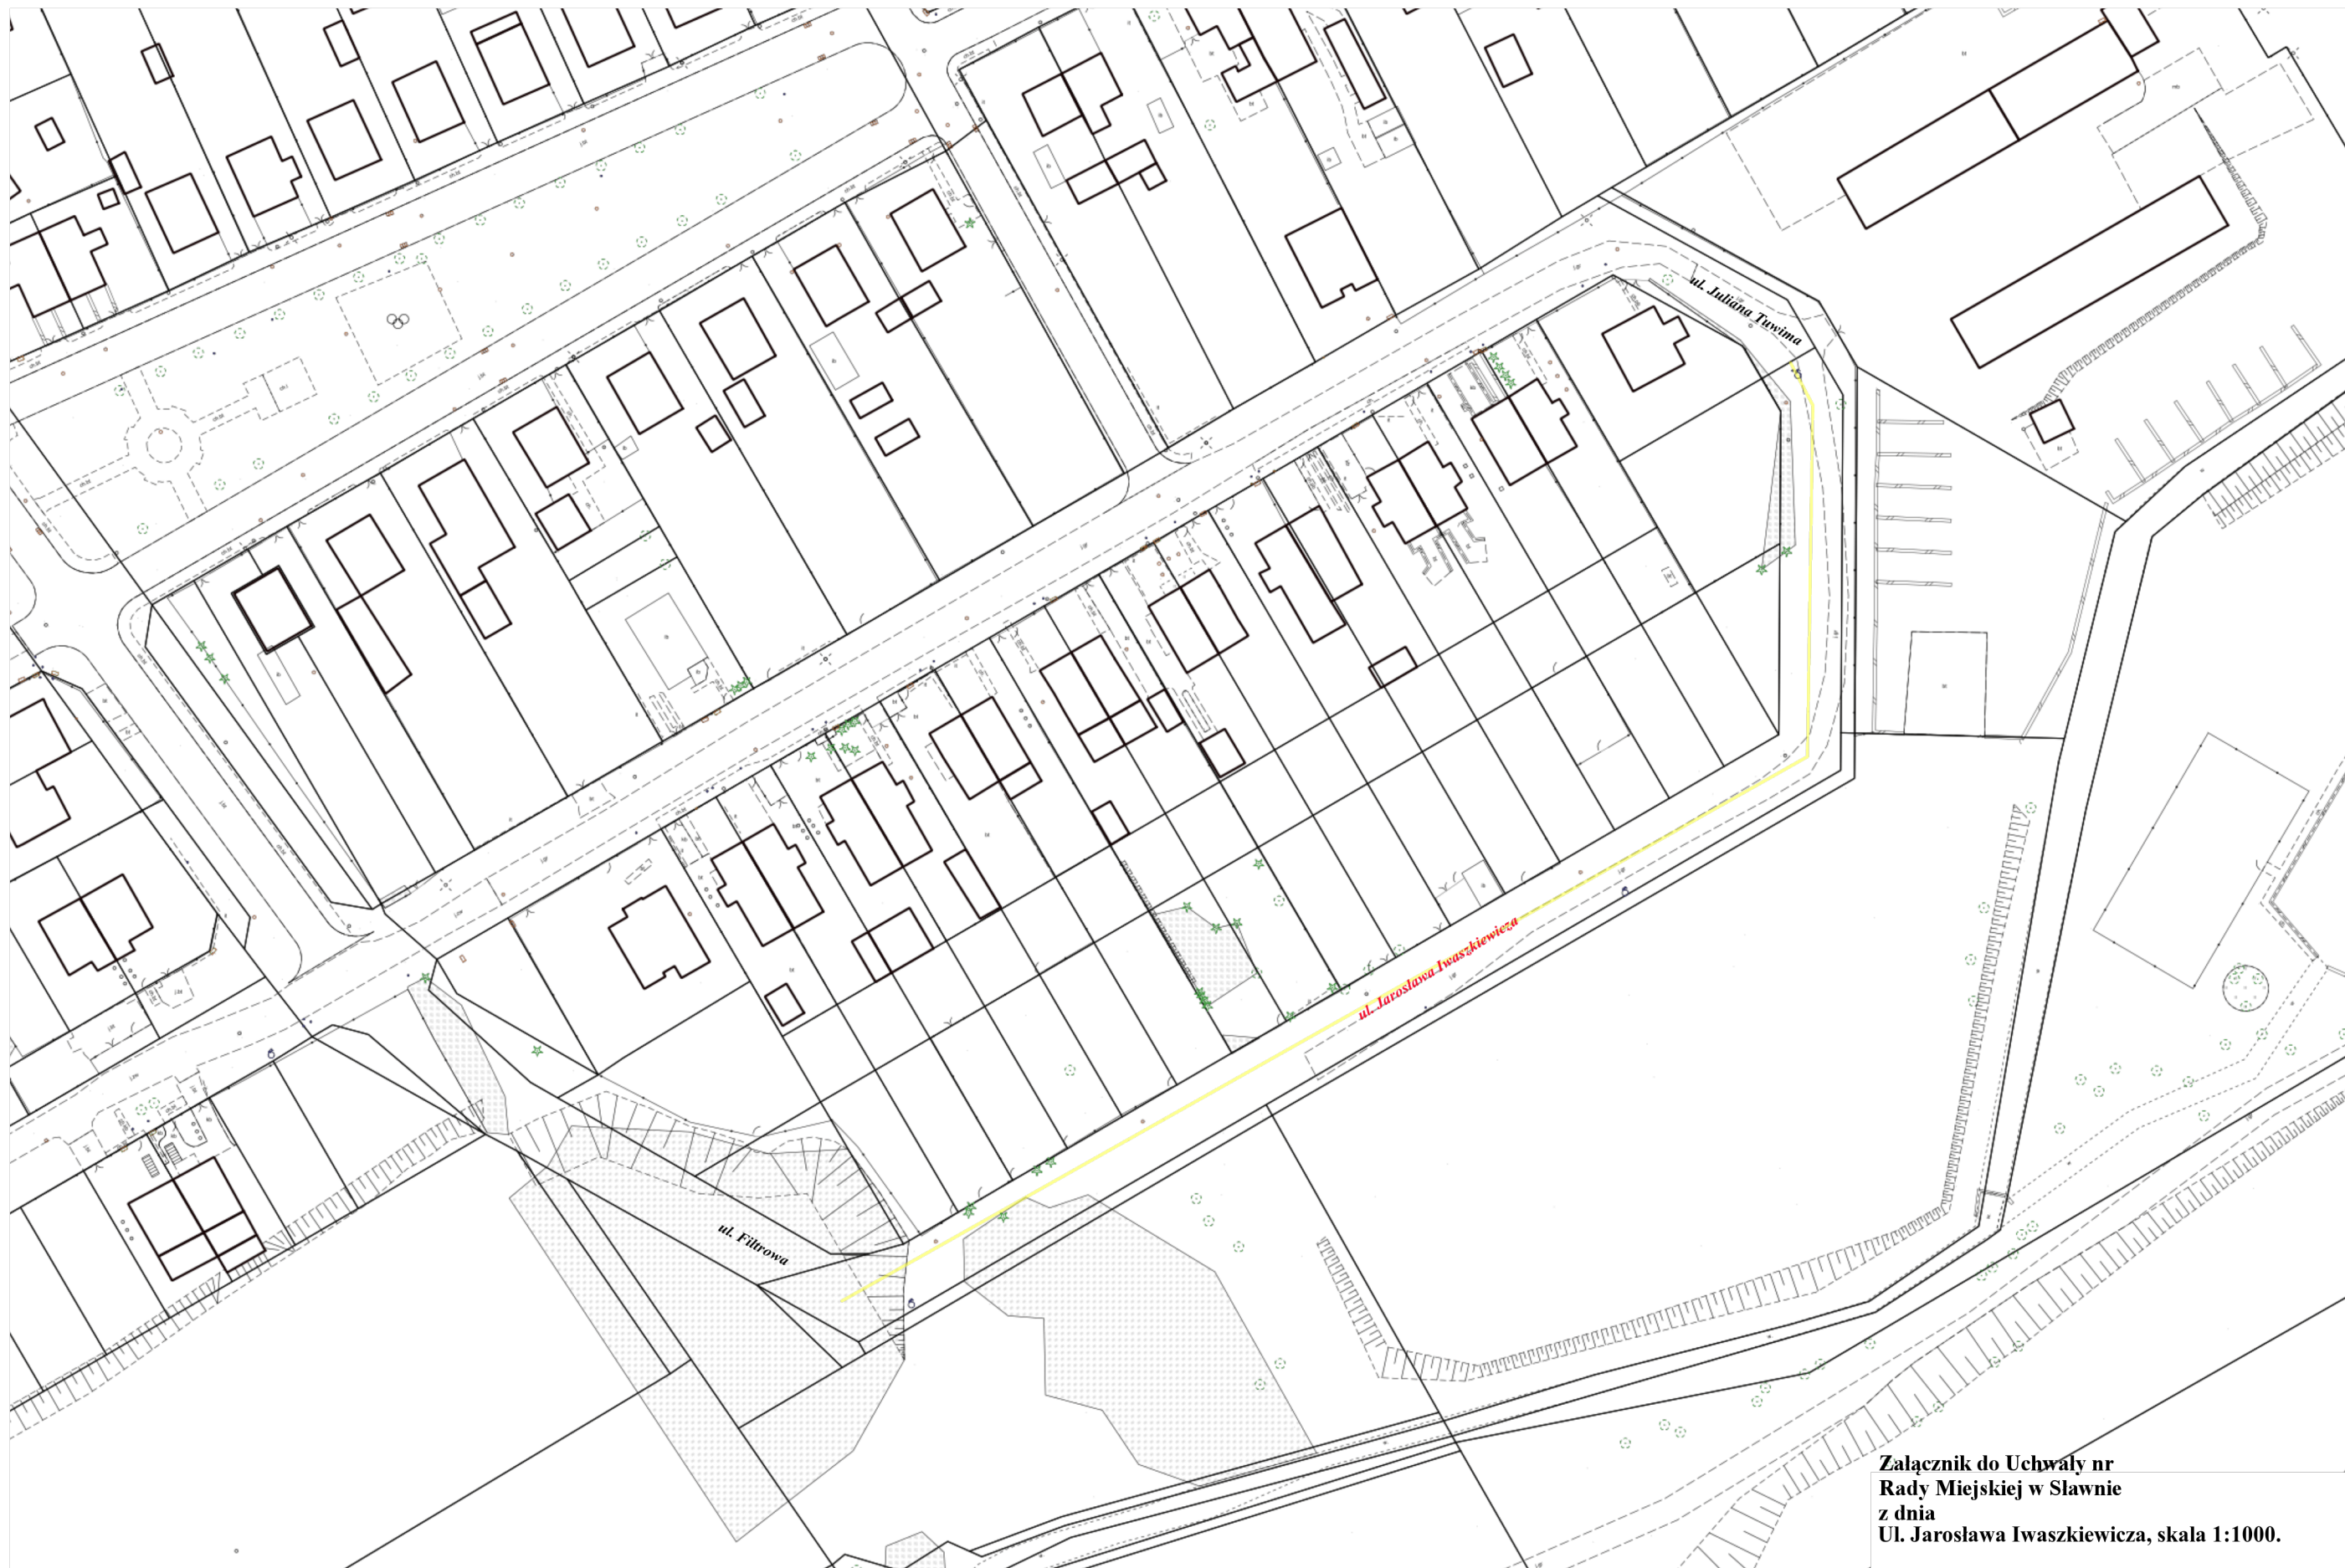 ul. Juliana Tuwima
ul. Jarosława Iwaszkiewicza
ul. Filtrowa
Załącznik do Uchwały nr
Rady Miejskiej w Sławnie
z dnia
Ul. Jarosława Iwaszkiewicza, skala 1:1000.